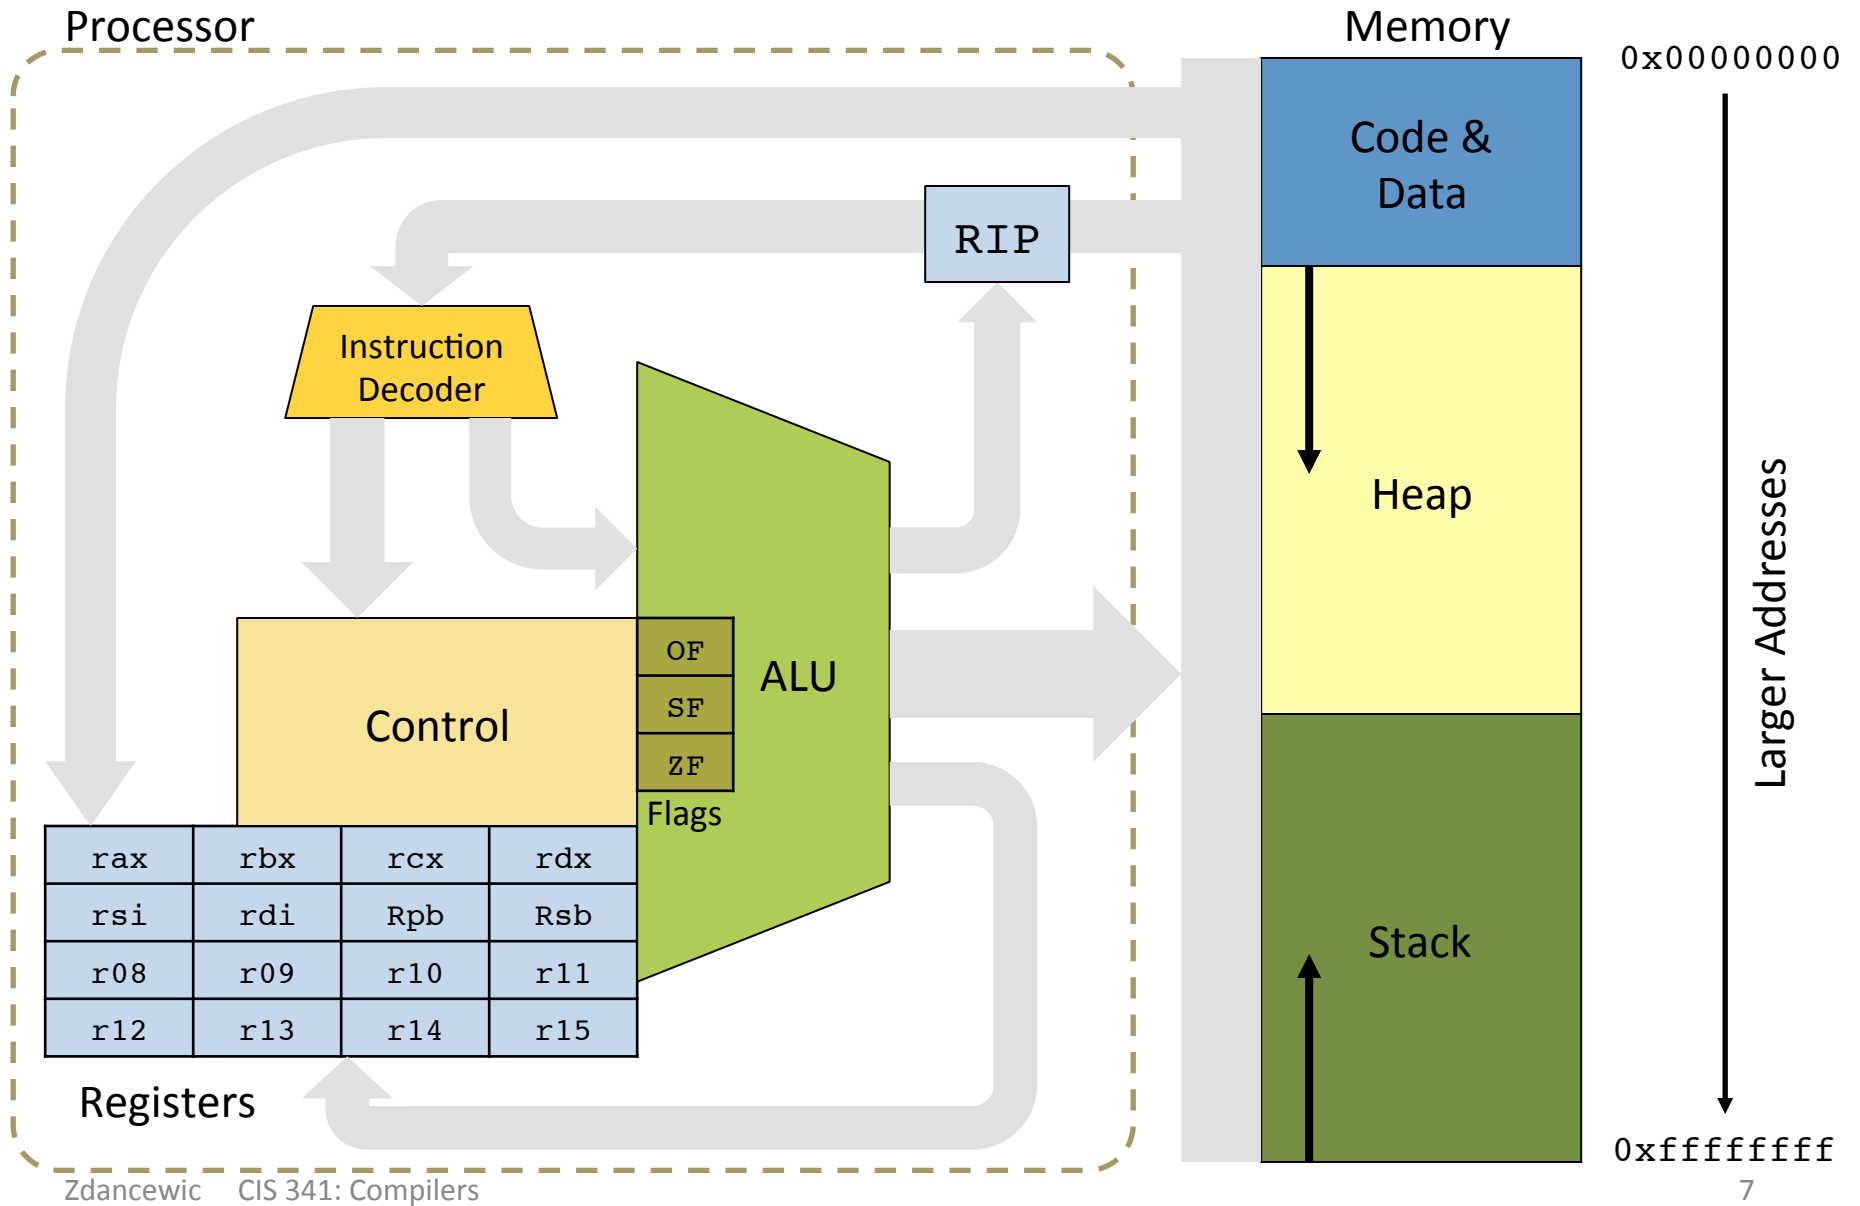 Processor
Memory
0x00000000
Code &
Data
RIP
Instruction
Decoder
Heap
Larger Addresses
OF
SF
ZF
Flags
ALU
Control
rax rbx rcx rdx
rsi rdi Rpb Rsb
r08 r09 r10 r11
r12 r13 r14 r15
Registers
Stack
0xffffffff
Zdancewic CIS 341: Compilers
7